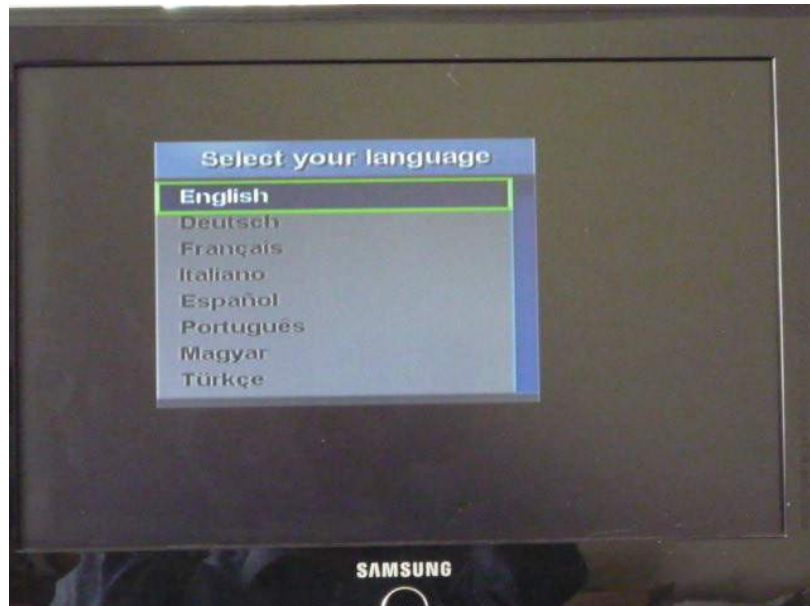 Select your language
English
Deutsch
Français
Italiano
Español
Português
Magyar
Türkçe
SAMSUNG